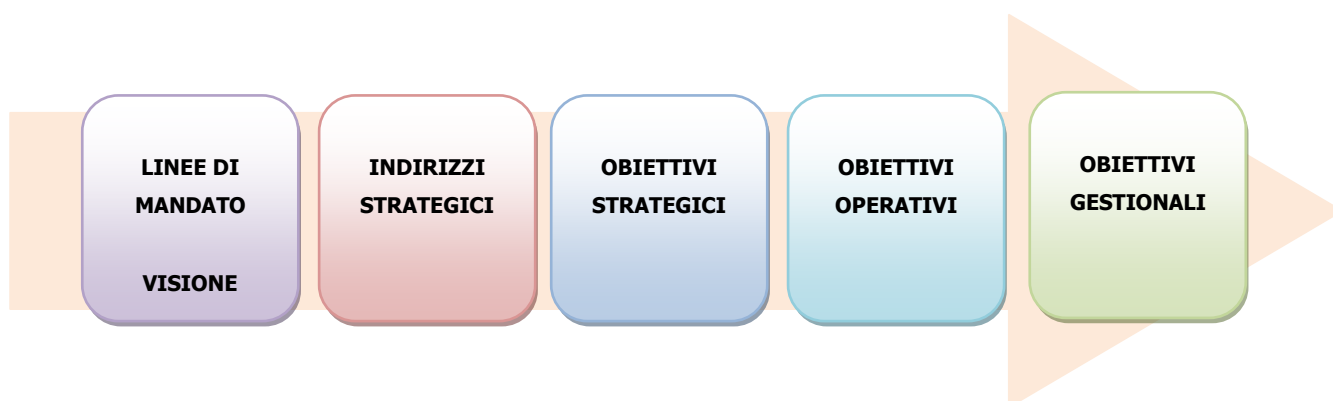 LINEE DI
MANDATO
VISIONE
INDIRIZZI
STRATEGICI
OBIETTIVI
STRATEGICI
OBIETTIVI
OPERATIVI
OBIETTIVI
GESTIONALI